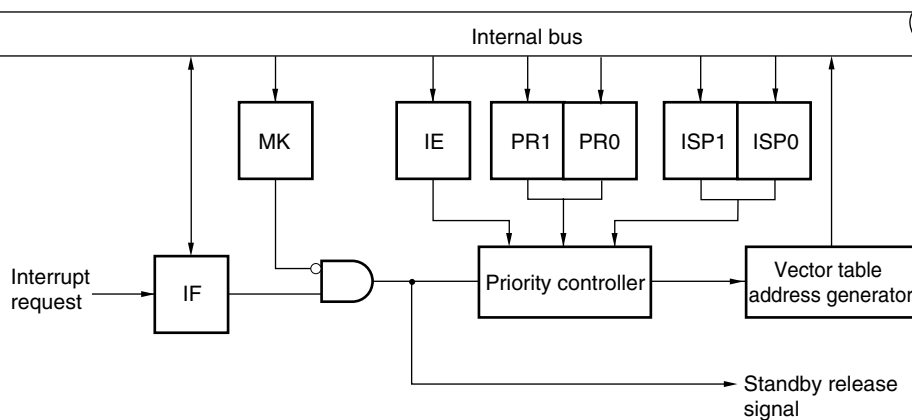 Internal bus
MK
IE
PR1
PR0
ISP1
ISP0
Interrupt
request
IF
Priority controller
Vector table
address generator
Standby release
signal